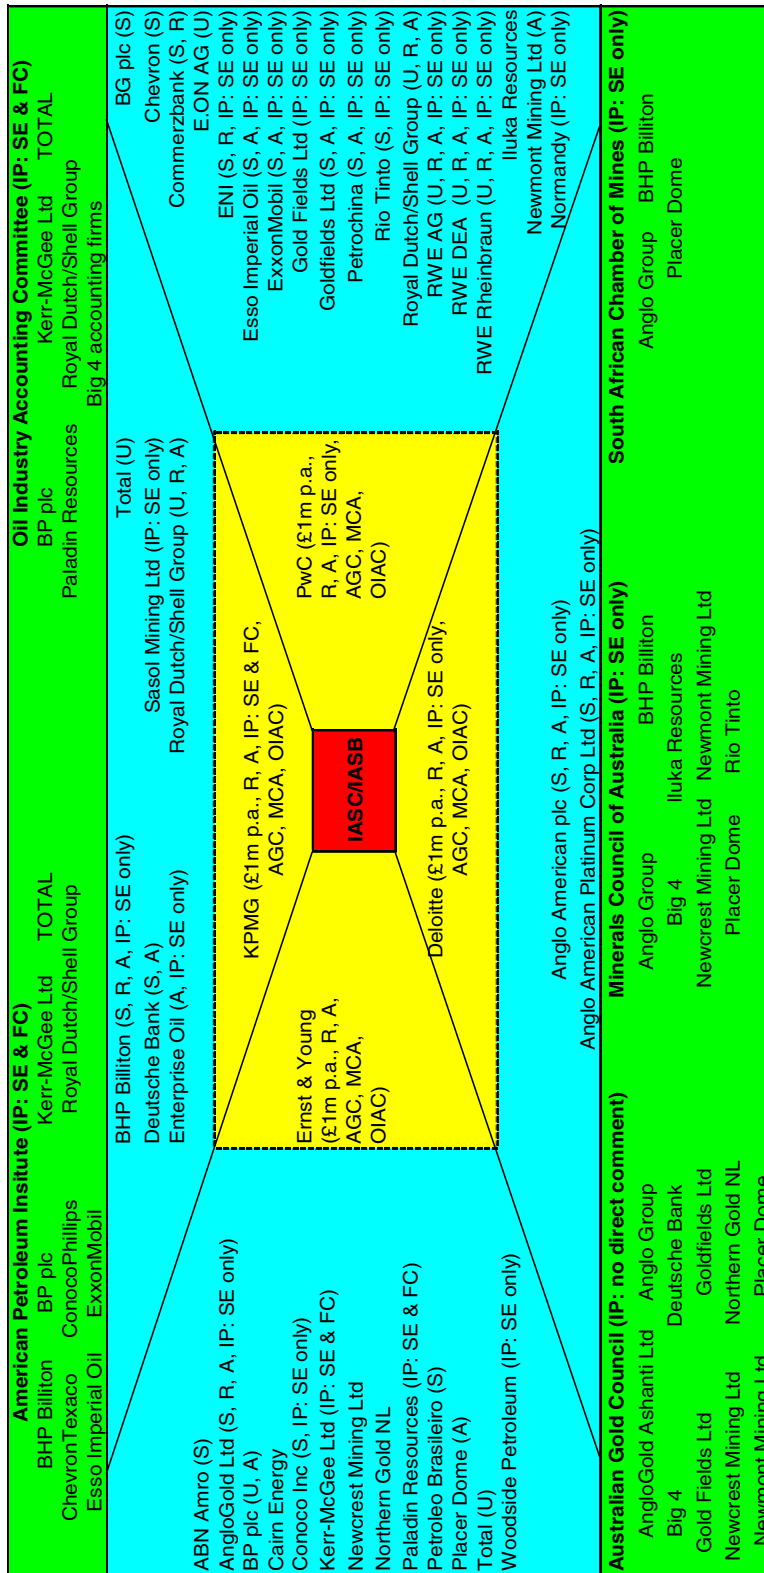 American Petroleum Insitute (IP: SE & FC)
BHP Billiton BP plc Kerr-McGee Ltd TOTAL
ChevronTexaco ConocoPhillips Royal Dutch/Shell Group
Esso Imperial Oil ExxonMobil
Oil Industry Accounting Committee (IP: SE & FC)
BP plc Kerr-McGee Ltd TOTAL
Paladin Resources Royal Dutch/Shell Group
Big 4 accounting firms
BHP Billiton (S, R, A, IP: SE only)
Deutsche Bank (S, A)
Enterprise Oil (A, IP: SE only)
Total (U)
Sasol Mining Ltd (IP: SE only)
Royal Dutch/Shell Group (U, R, A)
ABN Amro (S)
AngloGold Ltd (S, R, A, IP: SE only)
BP plc (U, A)
Cairn Energy
Conoco Inc (S, IP: SE only)
Kerr-McGee Ltd (IP: SE & FC)
Newcrest Mining Ltd
Northern Gold NL
Paladin Resources (IP: SE & FC)
Petroleo Brasileiro (S)
Placer Dome (A)
Total (U)
Woodside Petroleum (IP: SE only)
KPMG (£1m p.a., R, A, IP: SE & FC,
AGC, MCA, OIAC)
Ernst & Young
(£1m p.a., R, A,
AGC, MCA,
OIAC)
IASC/IASB
PwC (£1m p.a.,
R, A, IP: SE only,
AGC, MCA,
OIAC)
Deloitte (£1m p.a., R, A, IP: SE only,
AGC, MCA, OIAC)
BG plc (S)
Chevron (S)
Commerzbank (S, R)
E.ON AG (U)
ENI (S, R, IP: SE only)
Esso Imperial Oil (S, A, IP: SE only)
ExxonMobil (S, A, IP: SE only)
Gold Fields Ltd (IP: SE only)
Goldfields Ltd (S, A, IP: SE only)
Petrochina (S, A, IP: SE only)
Rio Tinto (S, IP: SE only)
Royal Dutch/Shell Group (U, R, A)
RWE AG (U, R, A, IP: SE only)
RWE DEA (U, R, A, IP: SE only)
RWE Rheinbraun (U, R, A, IP: SE only)
Iluka Resources
Newmont Mining Ltd (A)
Normandy (IP: SE only)
Anglo American plc (S, R, A, IP: SE only)
Anglo American Platinum Corp Ltd (S, R, A, IP: SE only)
Australian Gold Council (IP: no direct comment)
AngloGold Ashanti Ltd Anglo Group
Big 4 Deutsche Bank
Gold Fields Ltd Goldfields Ltd
Newcrest Mining Ltd Northern Gold NL
Newmont Mining Ltd Placer Dome
Minerals Council of Australia (IP: SE only)
Anglo Group BHP Billiton
Big 4 Iluka Resources
Newcrest Mining Ltd Newmont Mining Ltd
Placer Dome Rio Tinto
South African Chamber of Mines (IP: SE only)
Anglo Group BHP Billiton
Placer Dome